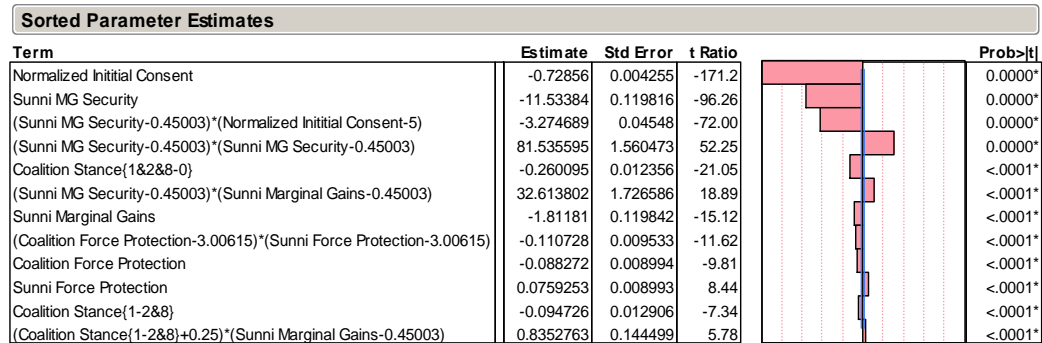 Sorted Parameter Estimates
Term Estimate Std Error t Ratio Prob>|t|
Normalized Inititial Consent -0.72856 0.004255 -171.2 0.0000*
Sunni MG Security -11.53384 0.119816 -96.26 0.0000*
(Sunni MG Security-0.45003)*(Normalized Inititial Consent-5) -3.274689 0.04548 -72.00 0.0000*
(Sunni MG Security-0.45003)*(Sunni MG Security-0.45003) 81.535595 1.560473 52.25 0.0000*
Coalition Stance{1&2&8-0} -0.260095 0.012356 -21.05 <.0001*
(Sunni MG Security-0.45003)*(Sunni Marginal Gains-0.45003) 32.613802 1.726586 18.89 <.0001*
Sunni Marginal Gains -1.81181 0.119842 -15.12 <.0001*
(Coalition Force Protection-3.00615)*(Sunni Force Protection-3.00615) -0.110728 0.009533 -11.62 <.0001*
Coalition Force Protection -0.088272 0.008994 -9.81 <.0001*
Sunni Force Protection 0.0759253 0.008993 8.44 <.0001*
Coalition Stance{1-2&8} -0.094726 0.012906 -7.34 <.0001*
(Coalition Stance{1-2&8}+0.25)*(Sunni Marginal Gains-0.45003) 0.8352763 0.144499 5.78 <.0001*